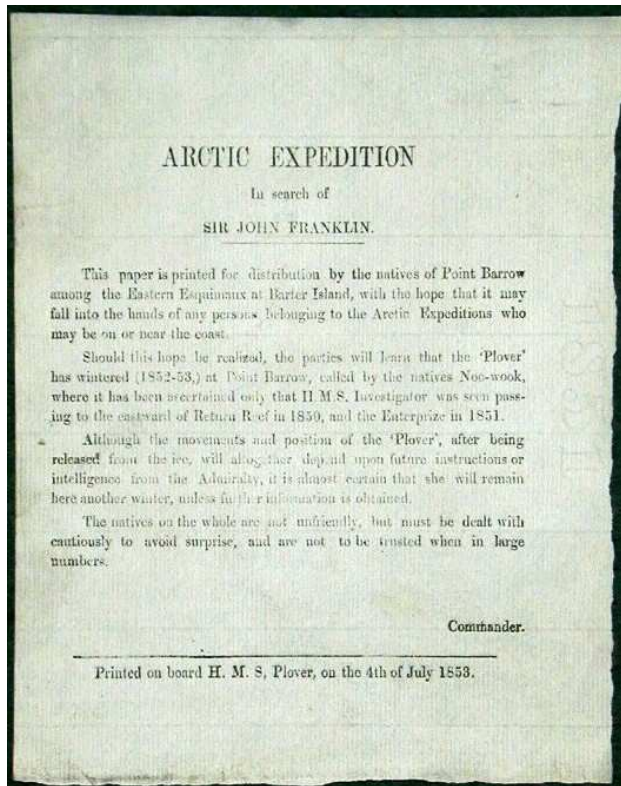 ARCTIC EXPEDITION
In search of
SIR JOHN FRANKLIN.
This paper is printed for distribution by the natives of Point Barrow
among the Eastern Esquimaux at Barter Island, with the hope that it may
fall into the hands of any persons belonging to the Arctic Expeditions who
may be on or near the coast.
Should this hope be realized, the parties will learn that the 'Plover'
has wintered (1852-53,) at Point Barrow, called by the natives Noo-wook,
where it has been ascertained only that H M S. Investigator was seen pass-
ing to the eastward of Return Reef in 1850, and the Enterprize in 1851.
Although the movements and position of the 'Plover', after being
released from the ice, will altogether depend upon future instructions or
intelligence from the Admiralty, it is almost certain that she will remain
here another winter, unless further information is obtained.
The natives on the whole are not unfriendly, but must be dealt with
cautiously to avoid surprise, and are not to be trusted when in large
numbers.
Commander.
Printed on board H. M. S, Plover, on the 4th of July 1853.